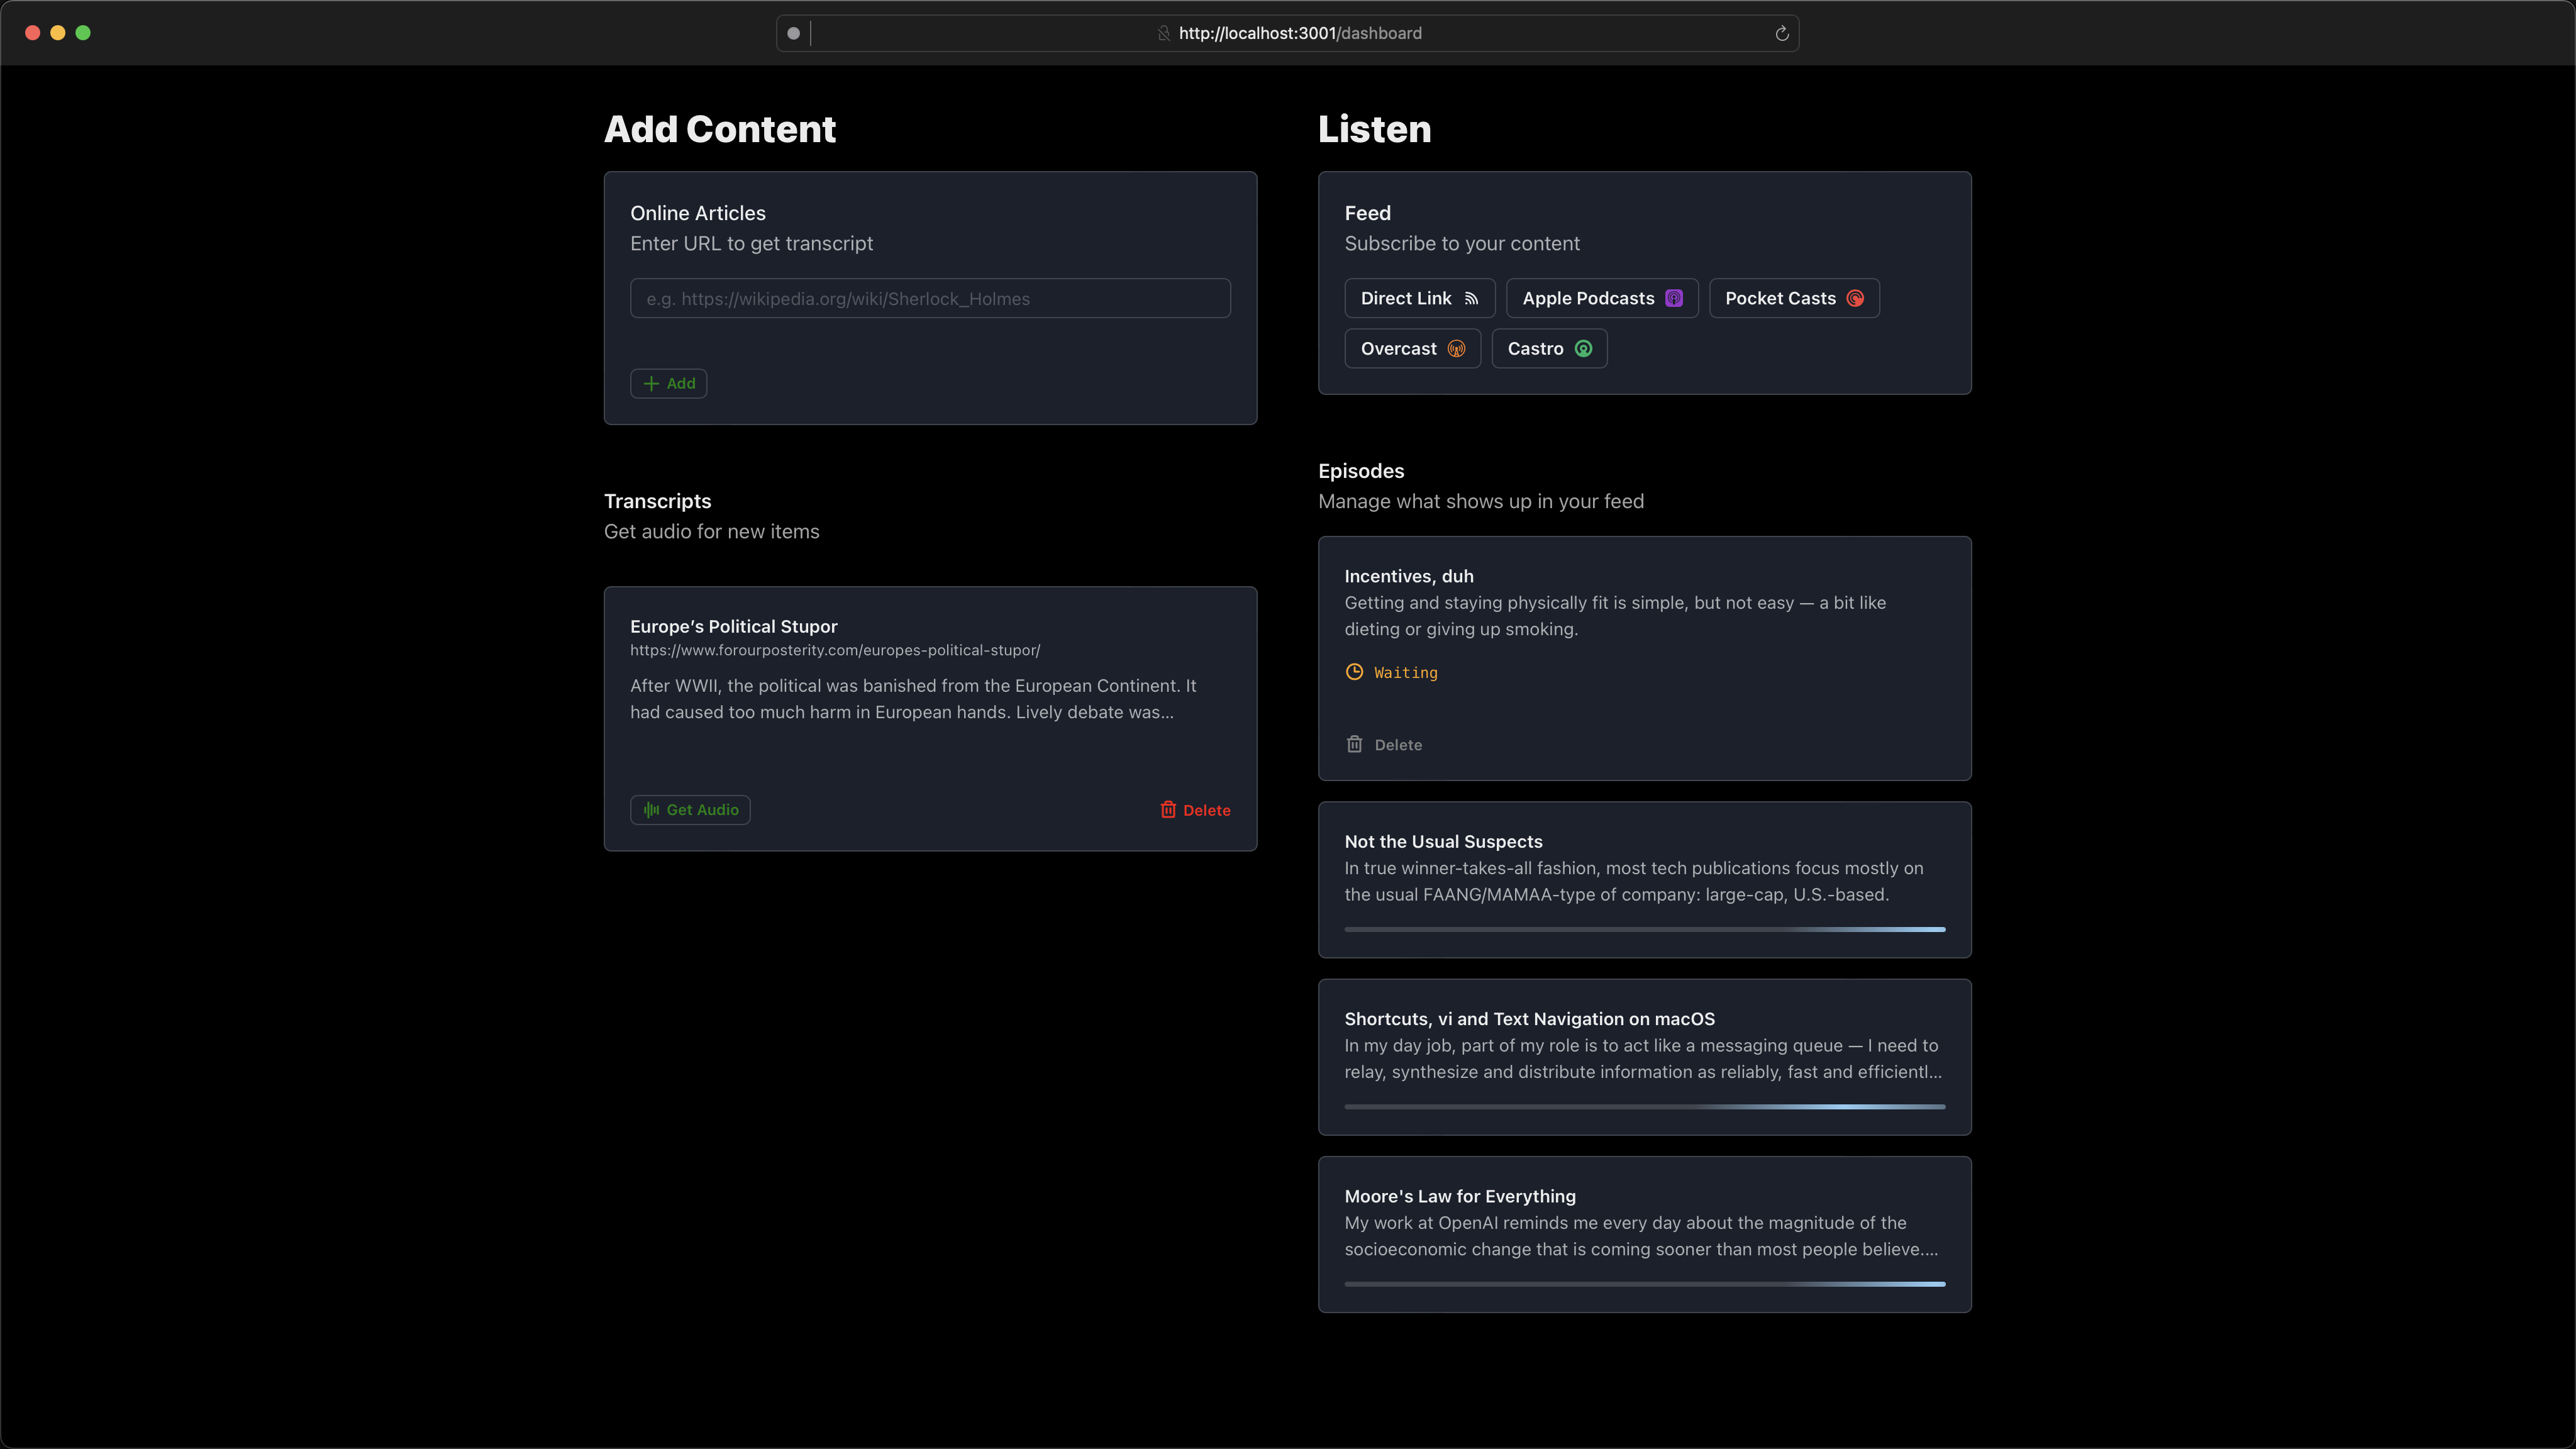 http://localhost:3001/dashboard
Add Content
Online Articles
Enter URL to get transcript
e.g. https://wikipedia.org/wiki/Sherlock_Holmes
Add
Transcripts
Get audio for new items
Europe’s Political Stupor
https://www.forourposterity.com/europes-political-stupor/
After WWII, the political was banished from the European Continent. It
had caused too much harm in European hands. Lively debate was...
Get Audio
Delete
Listen
Feed
Subscribe to your content
Direct Link
Apple Podcasts
Pocket Casts
Overcast
Castro
Episodes
Manage what shows up in your feed
Incentives, duh
Getting and staying physically fit is simple, but not easy — a bit like
dieting or giving up smoking.
Waiting
Delete
Not the Usual Suspects
In true winner-takes-all fashion, most tech publications focus mostly on
the usual FAANG/MAMAA-type of company: large-cap, U.S.-based.
Shortcuts, vi and Text Navigation on macOS
In my day job, part of my role is to act like a messaging queue — I need to
relay, synthesize and distribute information as reliably, fast and efficientl...
Moore's Law for Everything
My work at OpenAI reminds me every day about the magnitude of the
socioeconomic change that is coming sooner than most people believe....